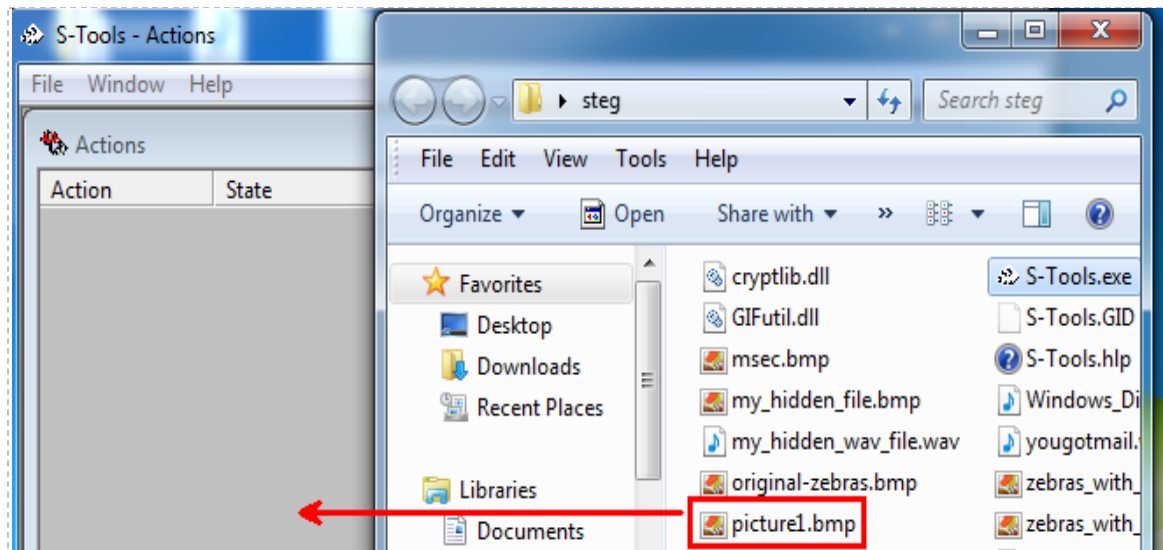 S-Tools - Actions
File Window Help
Actions
Action State
steg
Search steg
File Edit View Tools Help
Organize Open Share with »
Favorites
Desktop
Downloads
Recent Places
Libraries
Documents
cryptlib.dll
GIFutil.dll
msec.bmp
my_hidden_file.bmp
my_hidden_wav_file.wav
original-zebras.bmp
picture1.bmp
S-Tools.exe
S-Tools.GID
S-Tools.hlp
Windows_Di
yougotmail.
zebras_with_
zebras_with_